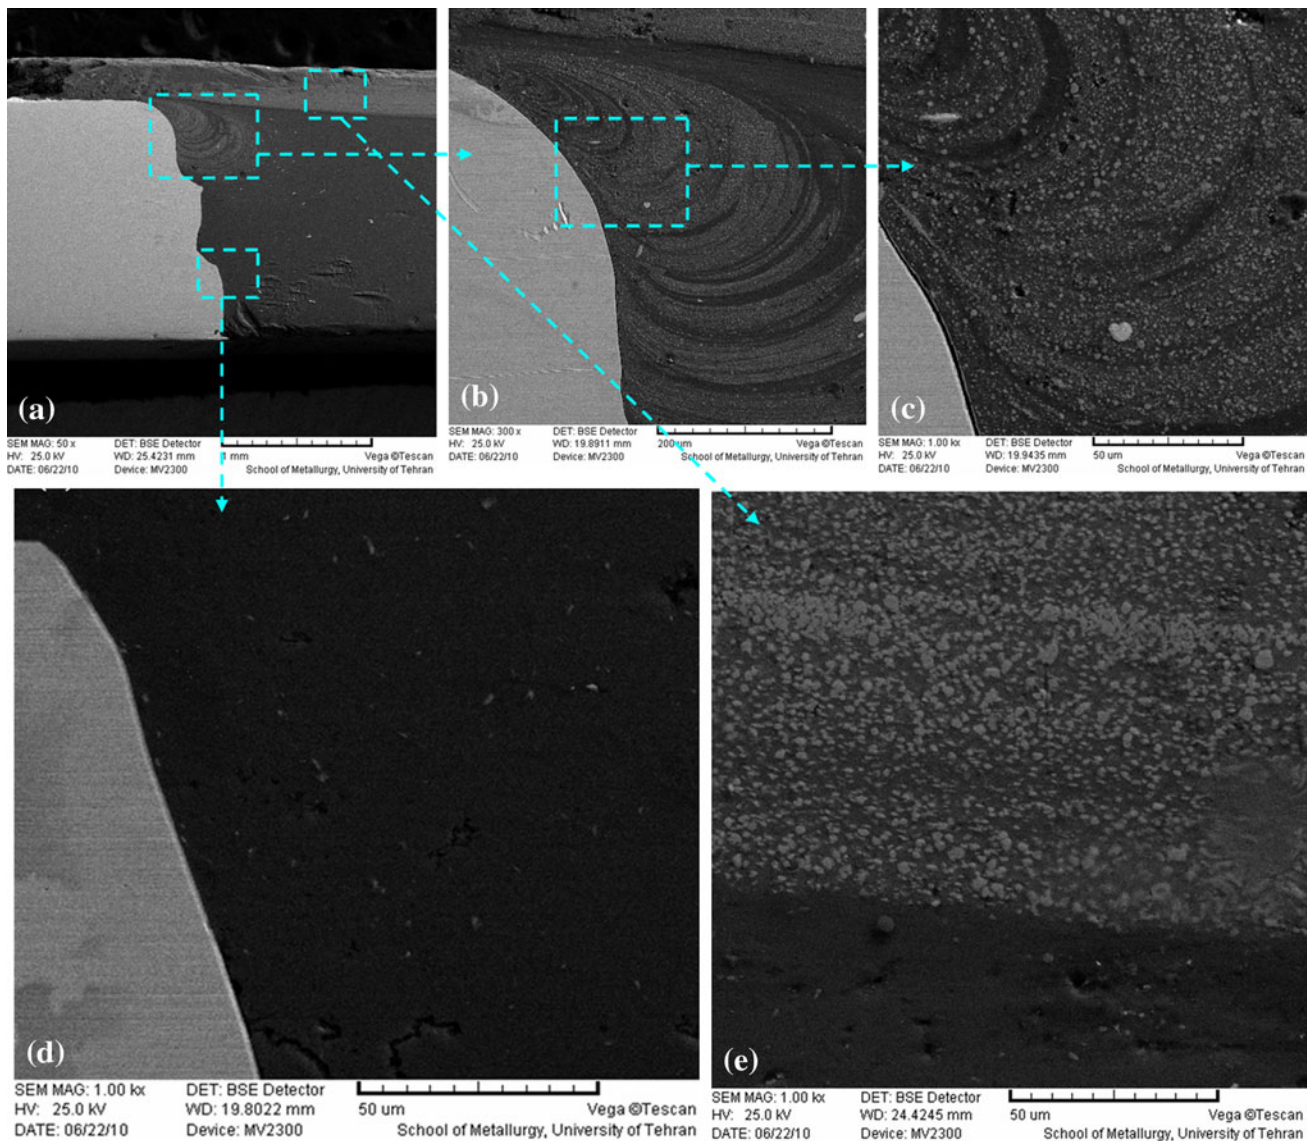 (a)
SEM MAG: 50 x DET: BSE Detector
HV: 25.0 kV WD: 25.4231 mm 1 mm Vega ©Tescan
DATE: 06/22/10 Device: MV2300 School of Metallurgy, University of Tehran
(b)
SEM MAG: 300 x DET: BSE Detector
HV: 25.0 kV WD: 19.8911 mm 200 um Vega ©Tescan
DATE: 06/22/10 Device: MV2300 School of Metallurgy, University of Tehran
(c)
SEM MAG: 1.00 kx DET: BSE Detector
HV: 25.0 kV WD: 19.9435 mm 50 um Vega ©Tescan
DATE: 06/22/10 Device: MV2300 School of Metallurgy, University of Tehran
(d)
SEM MAG: 1.00 kx DET: BSE Detector
HV: 25.0 kV WD: 19.8022 mm 50 um Vega ©Tescan
DATE: 06/22/10 Device: MV2300 School of Metallurgy, University of Tehran
(e)
SEM MAG: 1.00 kx DET: BSE Detector
HV: 25.0 kV WD: 24.4245 mm 50 um Vega ©Tescan
DATE: 06/22/10 Device: MV2300 School of Metallurgy, University of Tehran